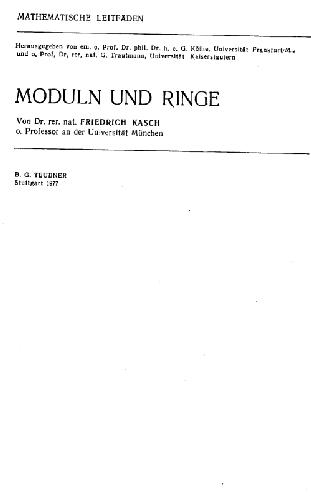 MATHEMATISCHE LEITFÄDEN
Herausgegeben von em. o. Prof. Dr. phil. Dr. h. c. G. Köthe, Universität Frankfurt/M.,
und o. Prof. Dr. rer. nat. G. Trautmann, Universität Kaiserslautern
MODULN UND RINGE
Von Dr. rer. nat. FRIEDRICH KASCH
o. Professor an der Universität München
B. G. TEUBNER
Stuttgart 1977